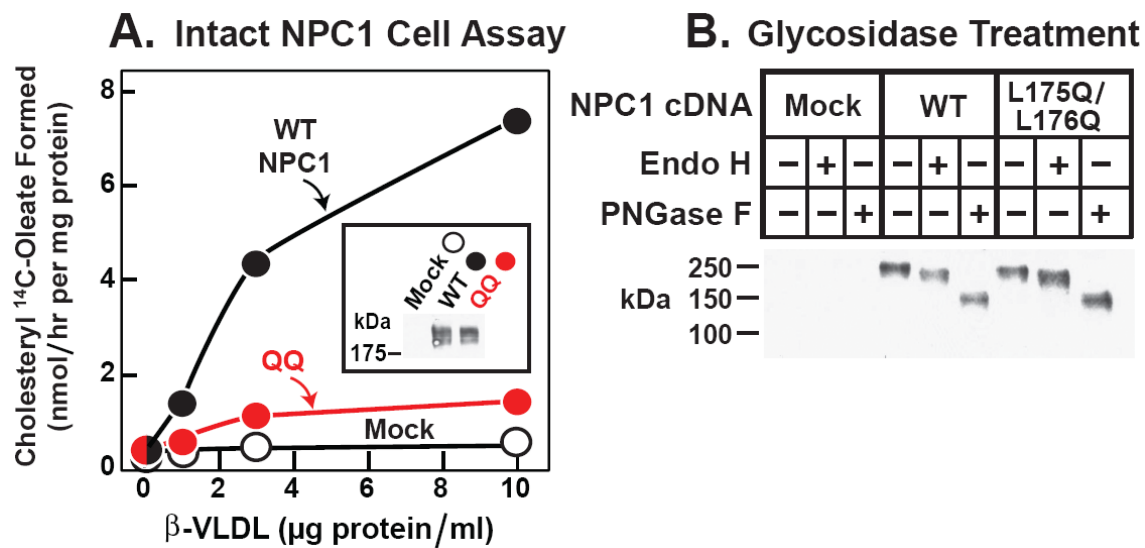 A. Intact NPC1 Cell Assay
Cholesteryl ¹⁴C-Oleate Formed
(nmol/hr per mg protein)
8
6
4
2
0
WT
NPC1
QQ
Mock
Mock
WT
QQ
kDa
175
0
2
4
6
8
10
β-VLDL (µg protein/ml)
B. Glycosidase Treatment
NPC1 cDNA
Mock
WT
L175Q/
L176Q
Endo H
– + – – + – – + –
PNGase F
– – + – – + – – +
kDa
250
150
100